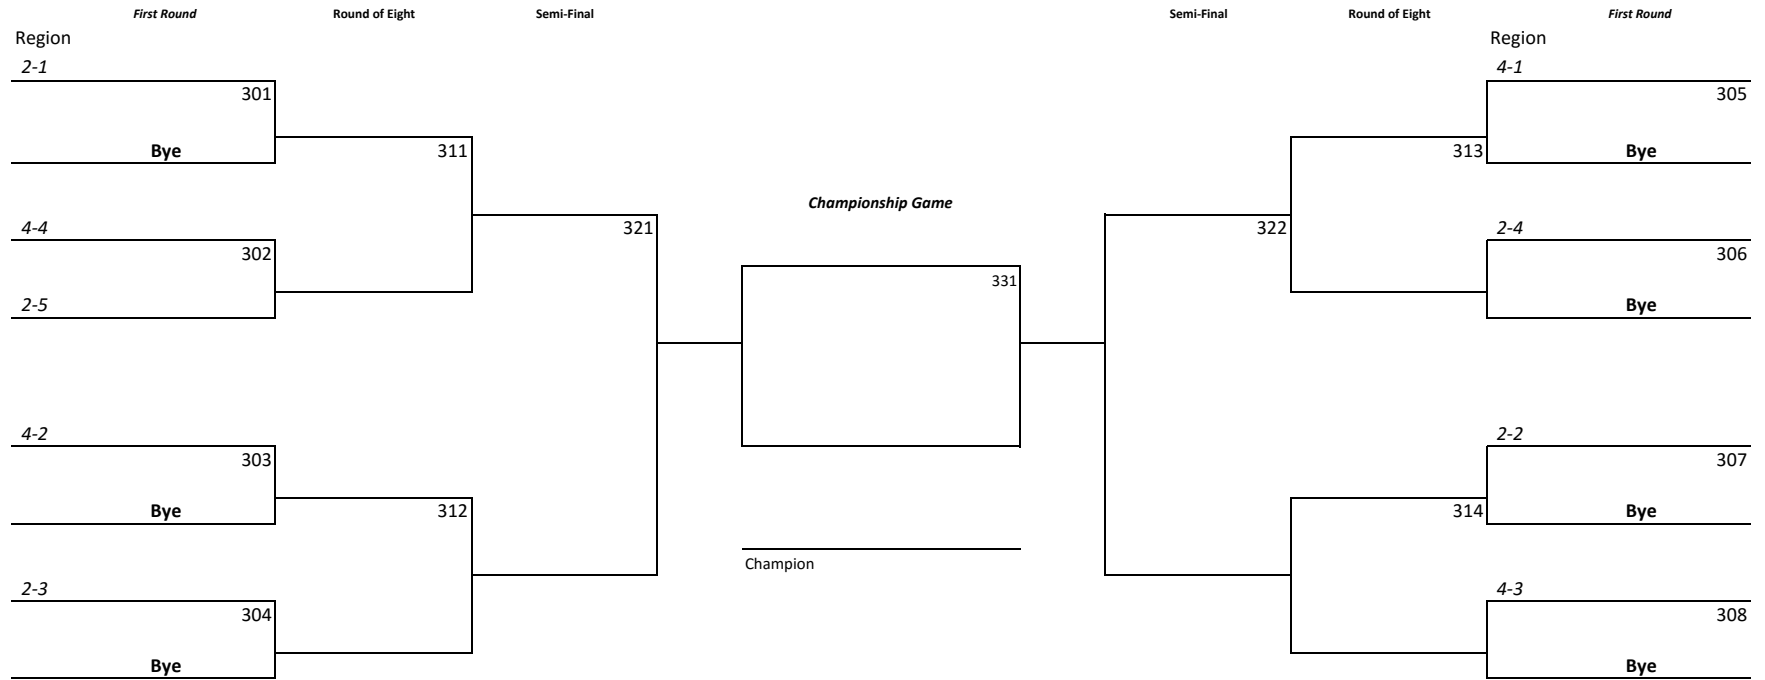 First Round Round of Eight Semi-Final Semi-Final Round of Eight First Round
Region Region
2-1 4-1
301 305
Bye 311 313 Bye
Championship Game
4-4 321 322 2-4
302 306
331
2-5 Bye
4-2 2-2
303 307
Bye 312 314 Bye
Champion
2-3 4-3
304 308
Bye Bye